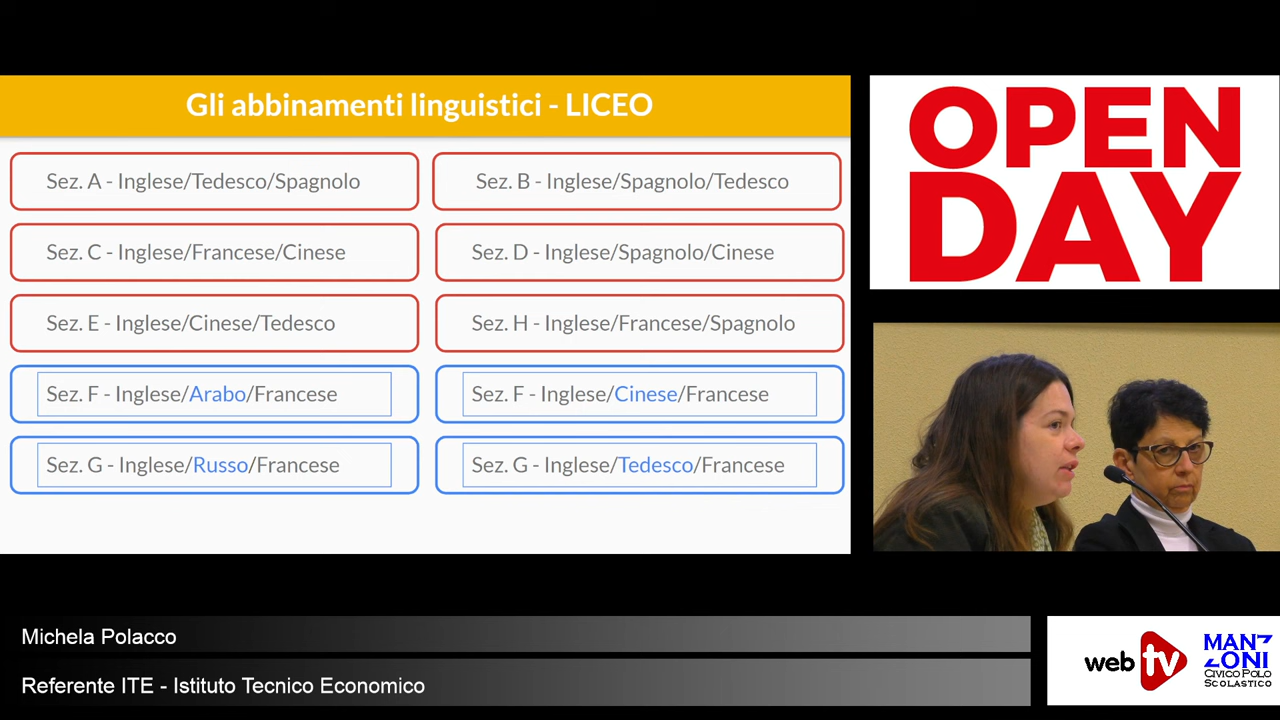 Gli abbinamenti linguistici - LICEO
Sez. A - Inglese/Tedesco/Spagnolo
Sez. B - Inglese/Spagnolo/Tedesco
Sez. C - Inglese/Francese/Cinese
Sez. D - Inglese/Spagnolo/Cinese
Sez. E - Inglese/Cinese/Tedesco
Sez. H - Inglese/Francese/Spagnolo
Sez. F - Inglese/Arabo/Francese
Sez. F - Inglese/Cinese/Francese
Sez. G - Inglese/Russo/Francese
Sez. G - Inglese/Tedesco/Francese
OPEN
DAY
Michela Polacco
Referente ITE - Istituto Tecnico Economico
web tv
MANZ
ZONI
CIVICO POLO
SCOLASTICO